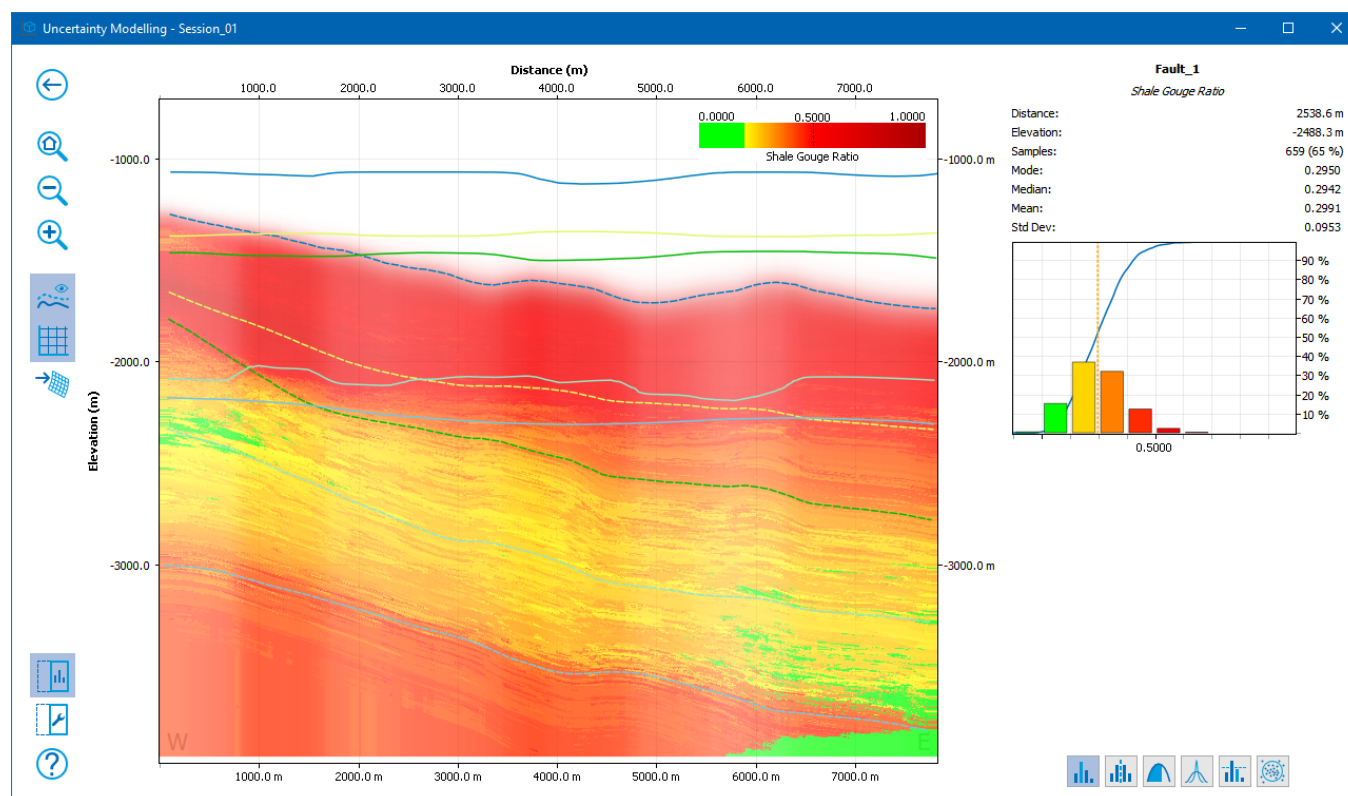 Uncertainty Modelling - Session_01
Distance (m)
1000.0 2000.0 3000.0 4000.0 5000.0 6000.0 7000.0
0.0000 0.5000 1.0000
Shale Gouge Ratio
-1000.0
-1000.0 m
-2000.0
-2000.0 m
-3000.0
-3000.0 m
Elevation (m)
W
E
1000.0 m 2000.0 m 3000.0 m 4000.0 m 5000.0 m 6000.0 m 7000.0 m
Fault_1
Shale Gouge Ratio
Distance: 2538.6 m
Elevation: -2488.3 m
Samples: 659 (65 %)
Mode: 0.2950
Median: 0.2942
Mean: 0.2991
Std Dev: 0.0953
90 %
80 %
70 %
60 %
50 %
40 %
30 %
20 %
10 %
0.5000
?